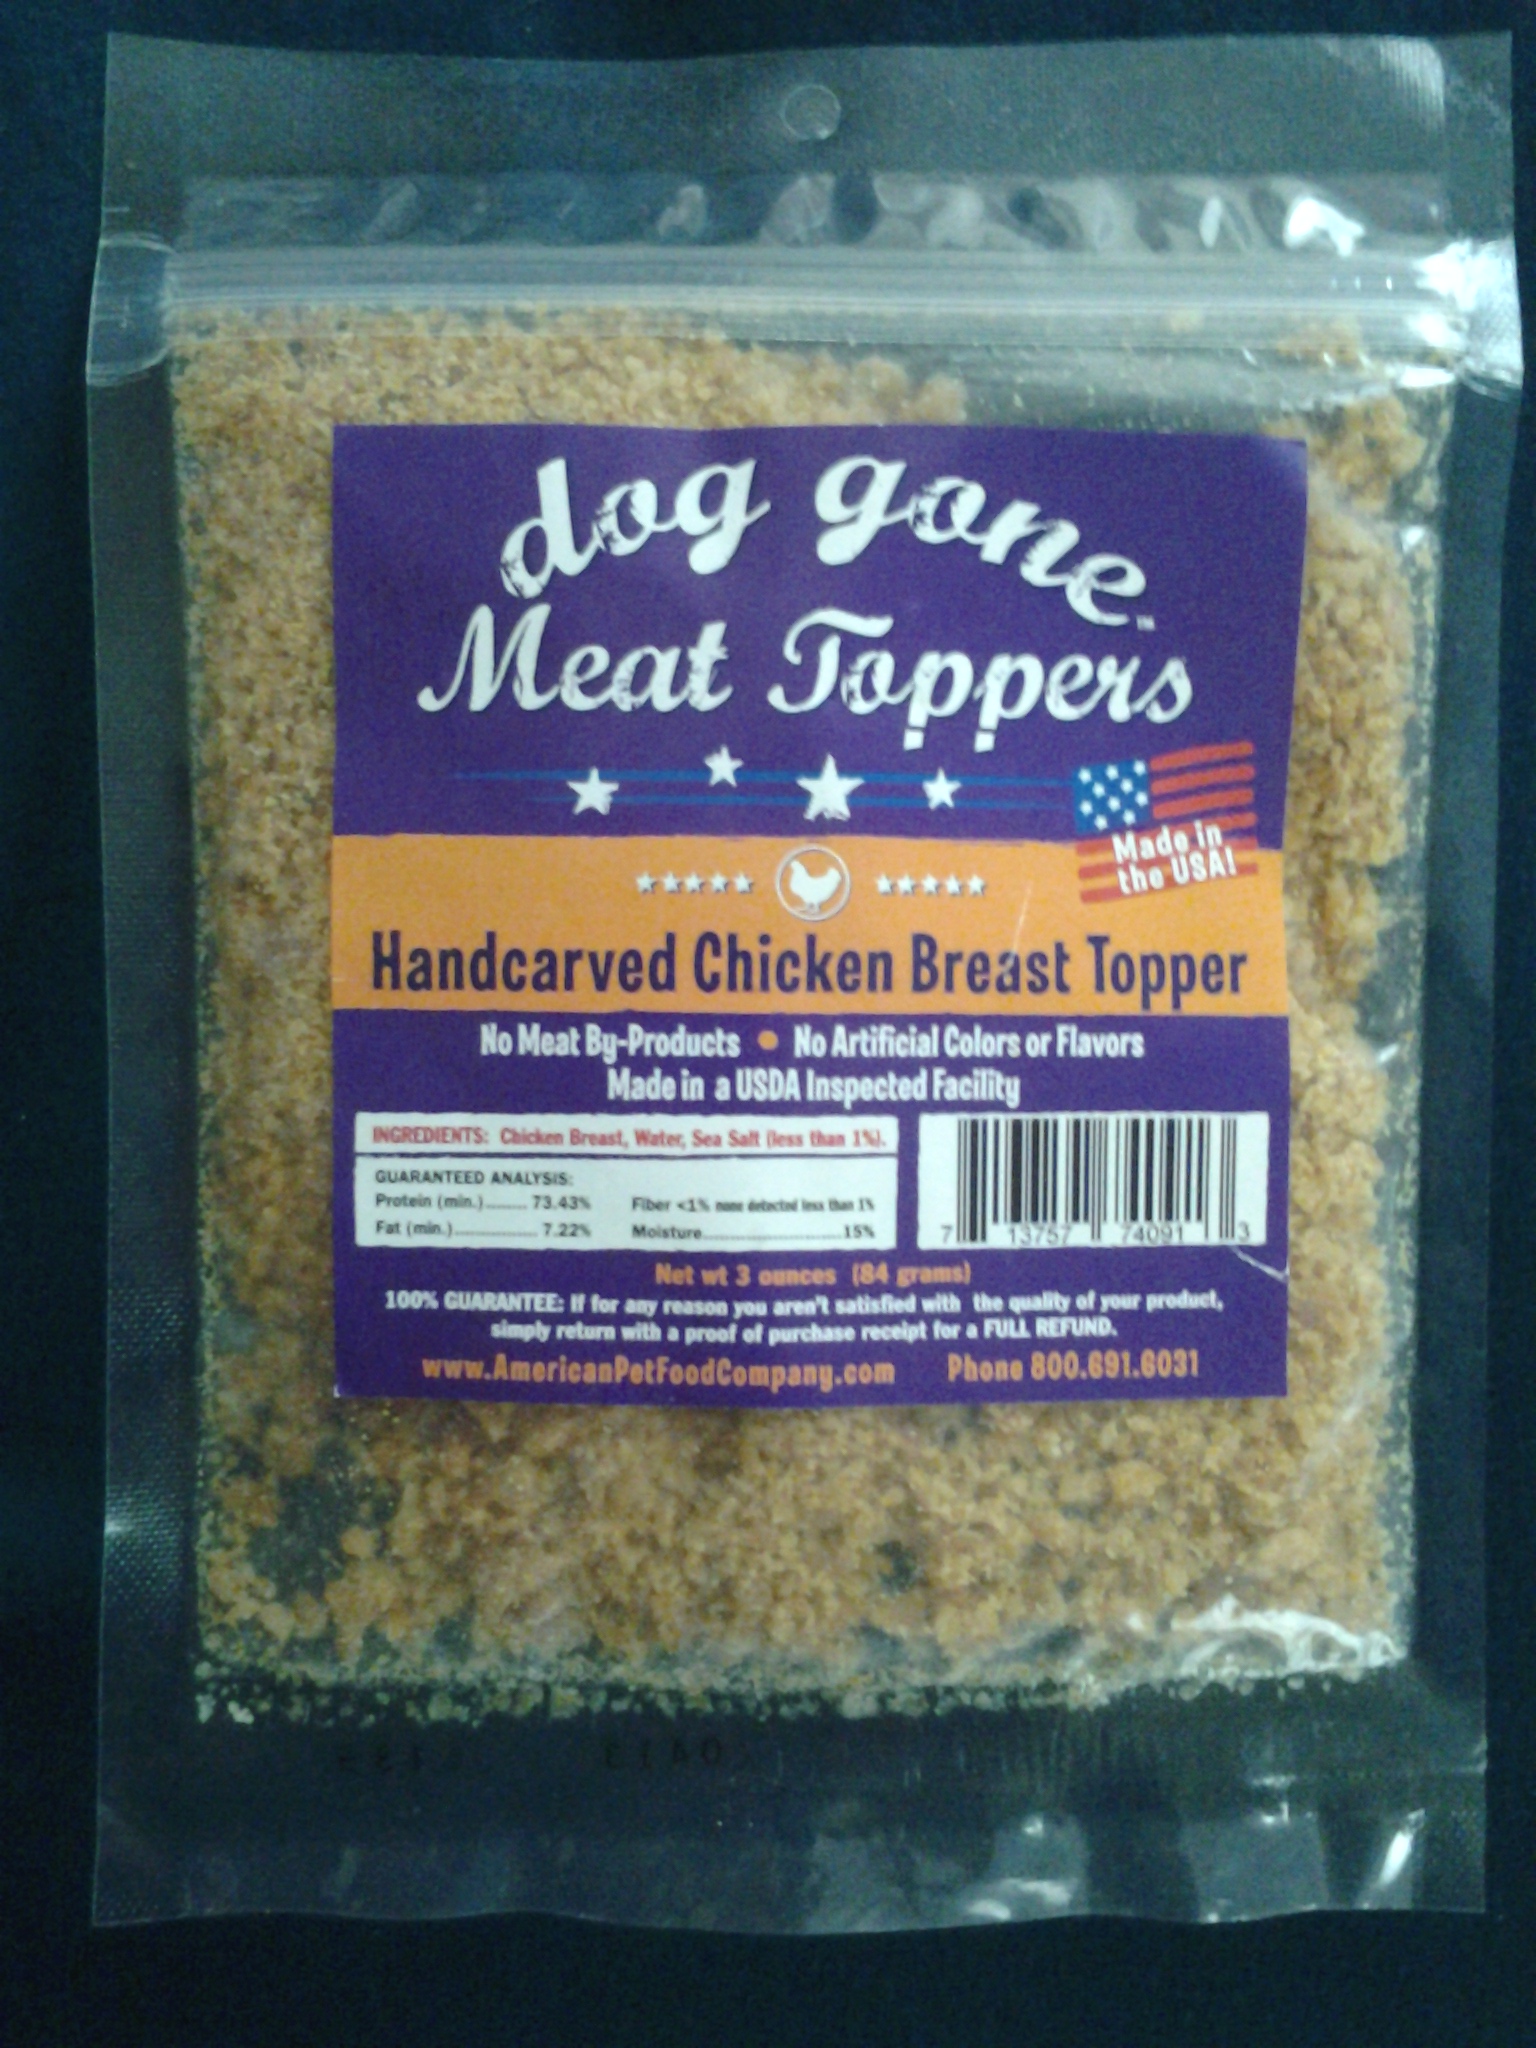 dog gone™
Meat Toppers
Made in
the USA!
Handcarved Chicken Breast Topper
No Meat By-Products • No Artificial Colors or Flavors
Made in a USDA Inspected Facility
INGREDIENTS: Chicken Breast, Water, Sea Salt (less than 1%).
GUARANTEED ANALYSIS:
Protein (min.)........ 73.43% Fiber <1% none detected less than 1%
Fat (min.)................ 7.22% Moisture..........................15%
7 13757 74091 3
Net wt 3 ounces (84 grams)
100% GUARANTEE: If for any reason you aren't satisfied with the quality of your product,
simply return with a proof of purchase receipt for a FULL REFUND.
www.AmericanPetFoodCompany.com Phone 800.691.6031